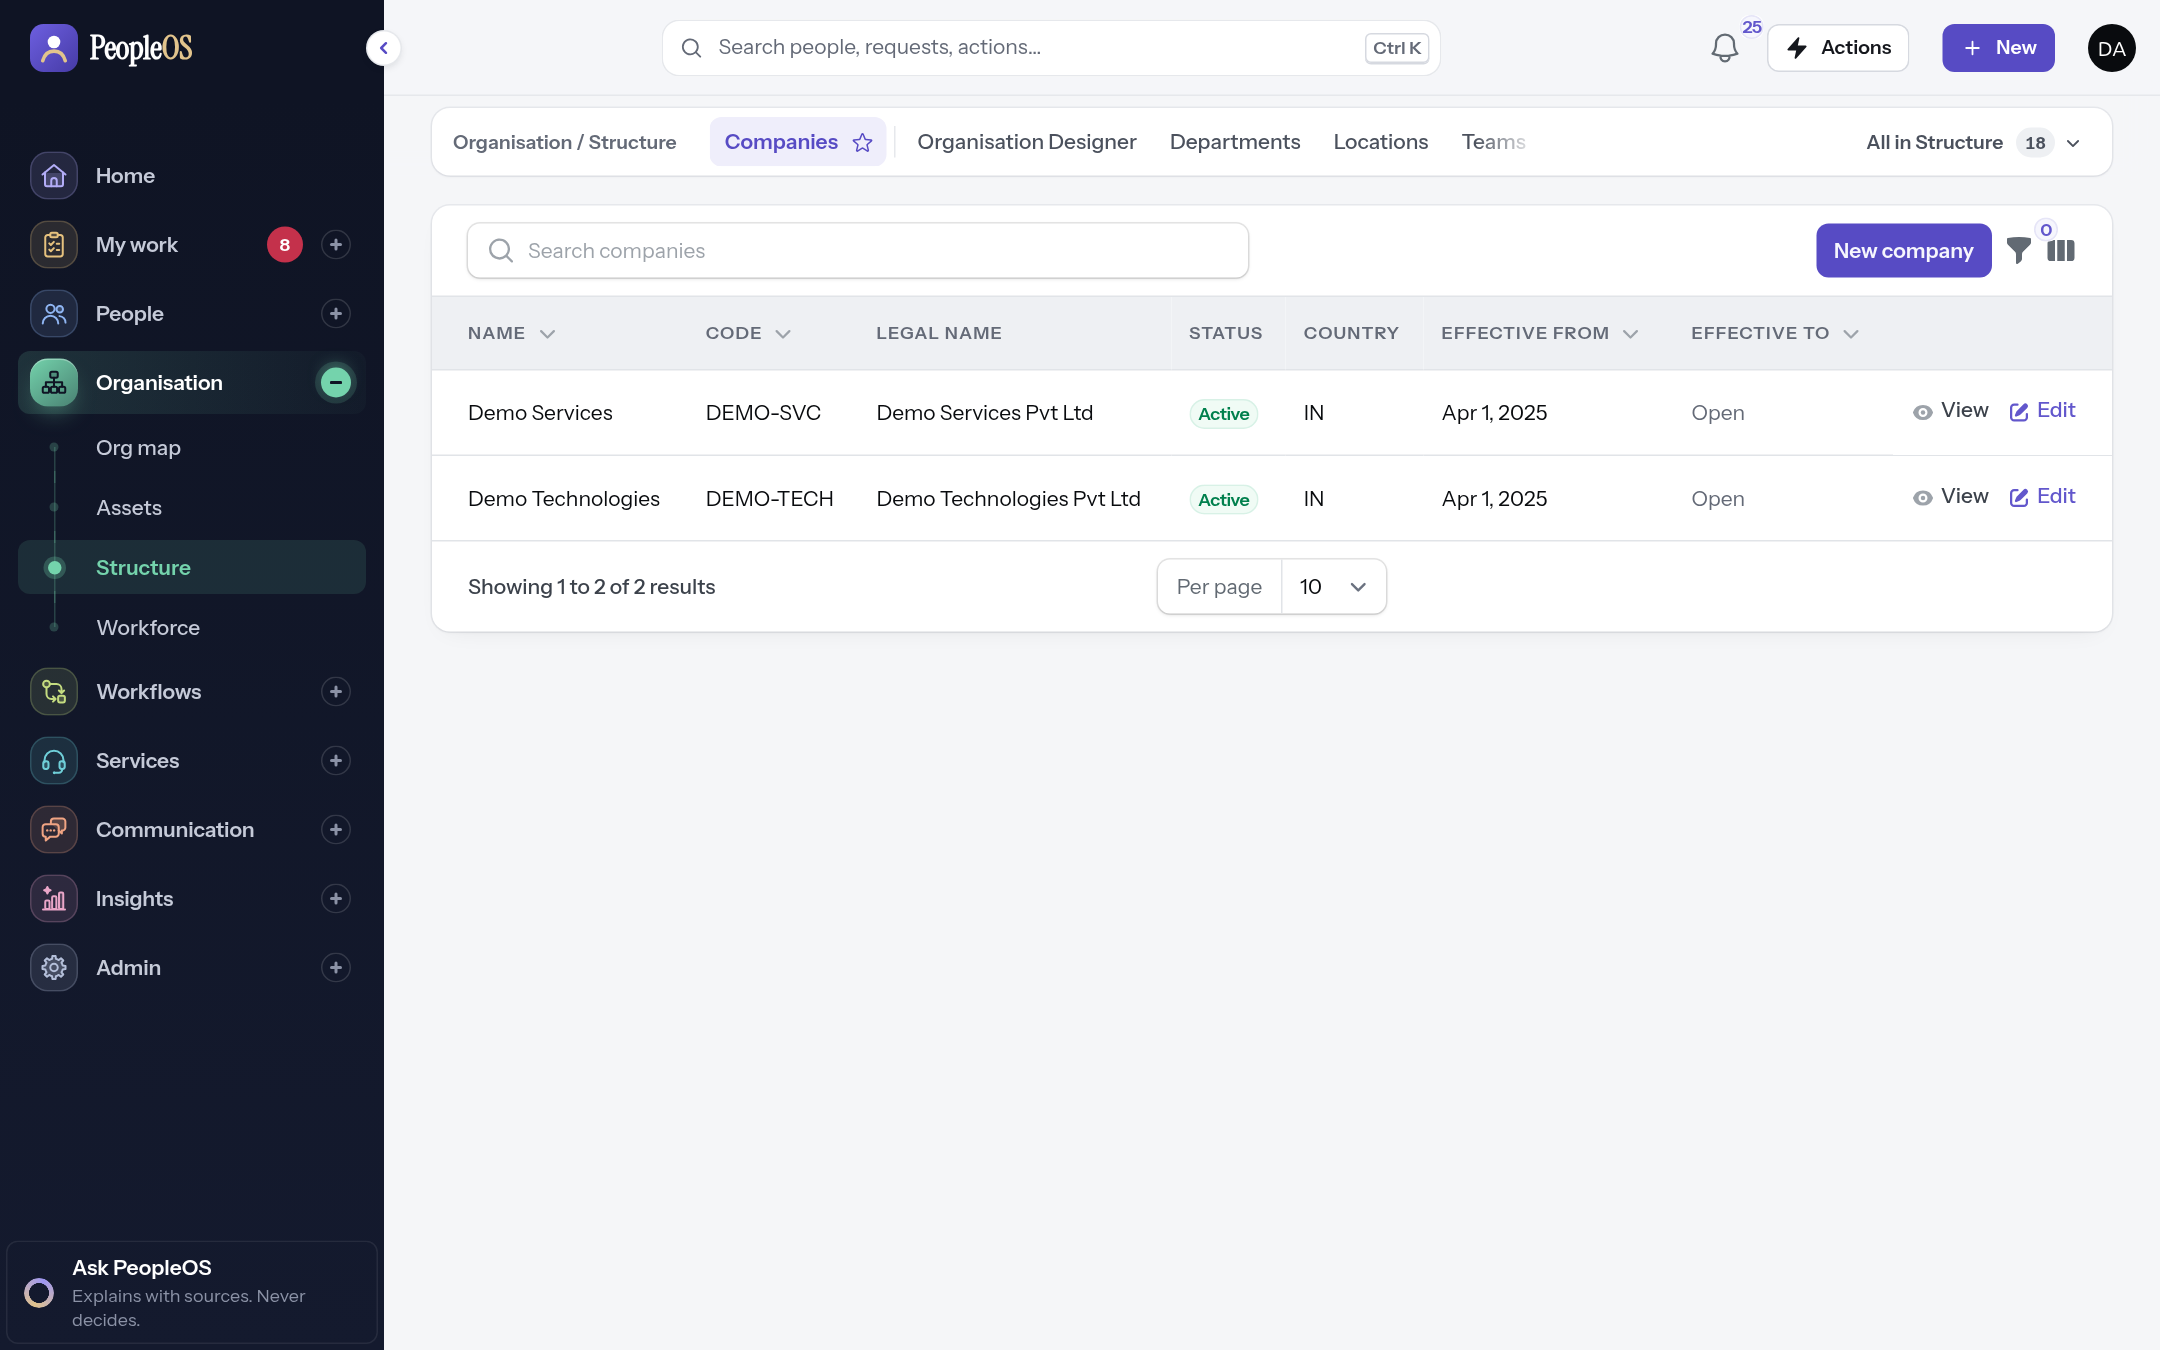 PeopleOS
Search people, requests, actions...
Ctrl K
25
Actions
New
DA
Home
My work
8
People
Organisation
Org map
Assets
Structure
Workforce
Workflows
Services
Communication
Insights
Admin
Ask PeopleOS
Explains with sources. Never
decides.
Organisation / Structure
Companies
Organisation Designer
Departments
Locations
Teams
All in Structure
18
Search companies
New company
0
NAME
CODE
LEGAL NAME
STATUS
COUNTRY
EFFECTIVE FROM
EFFECTIVE TO
Demo Services
DEMO-SVC
Demo Services Pvt Ltd
Active
IN
Apr 1, 2025
Open
View
Edit
Demo Technologies
DEMO-TECH
Demo Technologies Pvt Ltd
Active
IN
Apr 1, 2025
Open
View
Edit
Showing 1 to 2 of 2 results
Per page
10